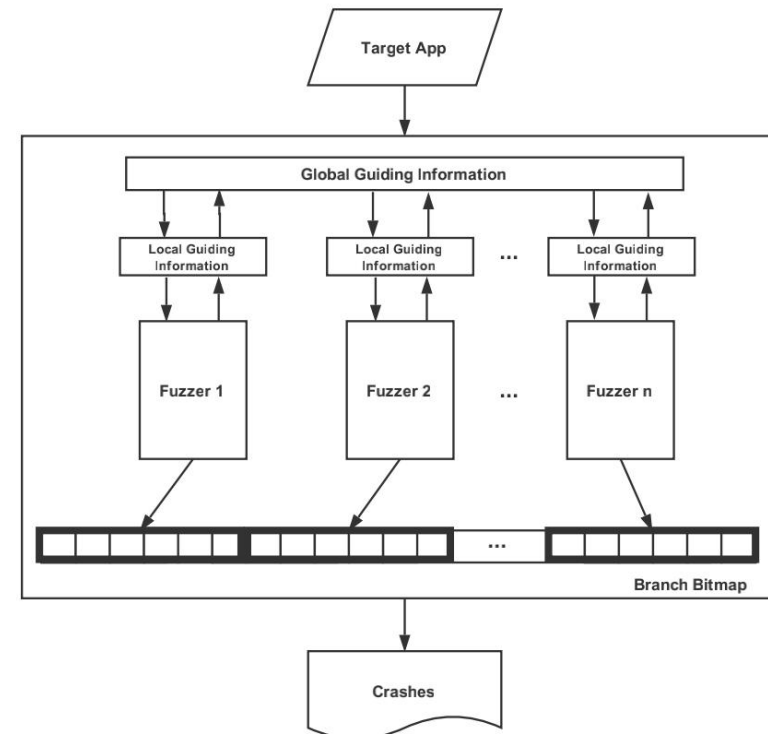 Target App
Global Guiding Information
Local Guiding
Information
Local Guiding
Information
...
Local Guiding
Information
Fuzzer 1
Fuzzer 2
...
Fuzzer n
...
Branch Bitmap
Crashes